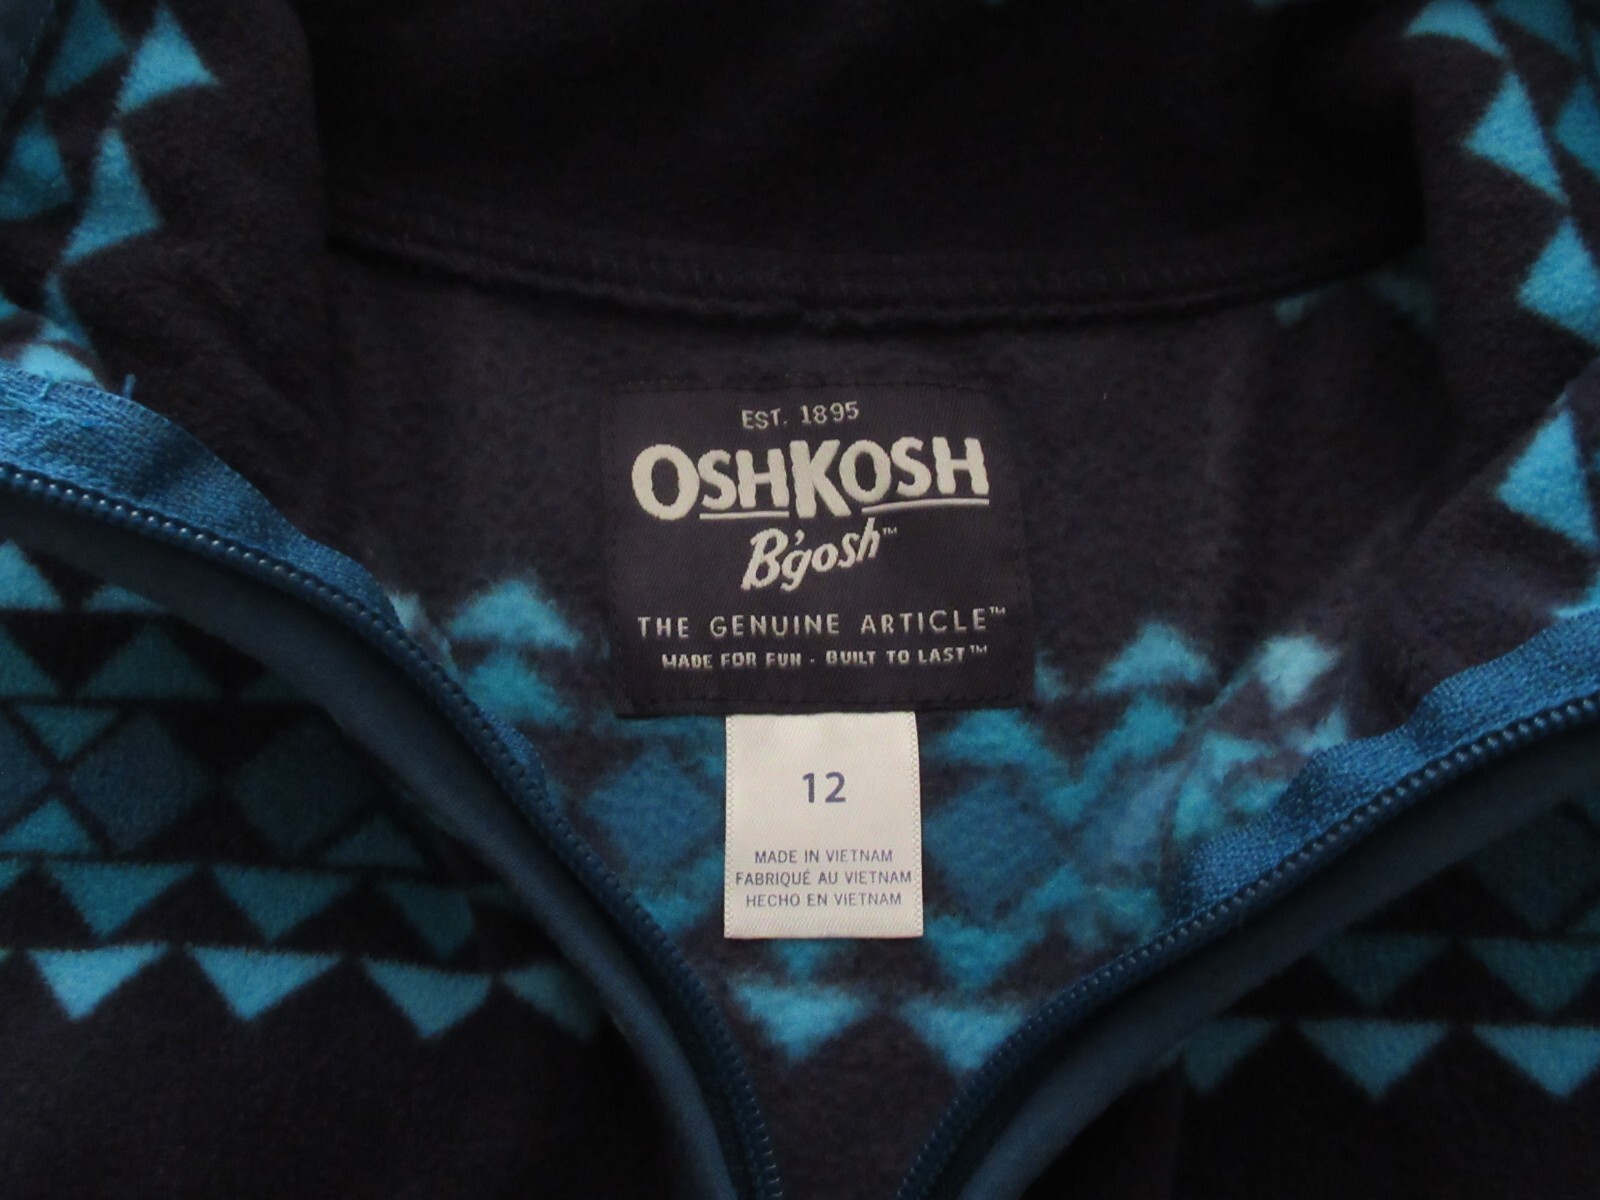 EST. 1895
OSHKOSH
B'gosh™
THE GENUINE ARTICLE™
MADE FOR FUN · BUILT TO LAST™
12
MADE IN VIETNAM
FABRIQUÉ AU VIETNAM
HECHO EN VIETNAM